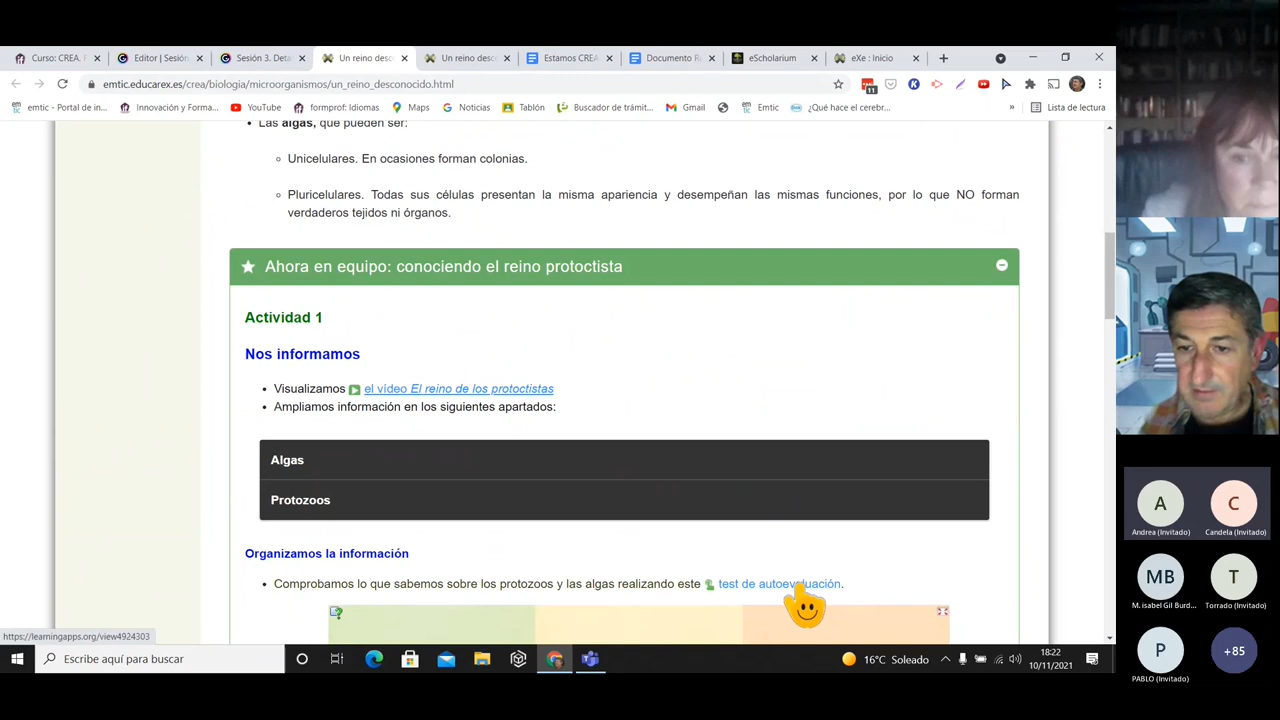 Curso: CREA. F
Editor | Sesión
Sesión 3. Deta
Un reino desc
Un reino desc
Estamos CREA
Documento R
eScholarium
eXe : Inicio
emtic.educarex.es/crea/biologia/microorganismos/un_reino_desconocido.html
11
emtic - Portal de in...
Innovación y Forma...
YouTube
formprof: Idiomas
Maps
Noticias
Tablón
Buscador de trámit...
Gmail
Emtic
¿Qué hace el cerebr...
»
Lista de lectura
Las algas, que pueden ser:
Unicelulares. En ocasiones forman colonias.
Pluricelulares. Todas sus células presentan la misma apariencia y desempeñan las mismas funciones, por lo que NO forman
verdaderos tejidos ni órganos.
Ahora en equipo: conociendo el reino protoctista
Actividad 1
Nos informamos
Visualizamos el vídeo El reino de los protoctistas
Ampliamos información en los siguientes apartados:
Algas
Protozoos
Organizamos la información
Comprobamos lo que sabemos sobre los protozoos y las algas realizando este test de autoevaluación.
https://learningapps.org/view4924303
Escribe aquí para buscar
16°C Soleado
18:22
10/11/2021
A
C
Andrea (Invitado)
Candela (Invitado)
MB
T
M. isabel Gil Burd...
Torrado (Invitado)
P
+85
PABLO (Invitado)